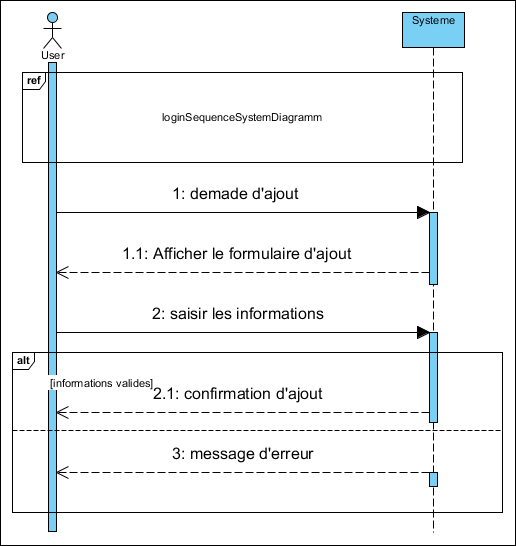 User
Systeme
ref
loginSequenceSystemDiagramm
1: demade d'ajout
1.1: Afficher le formulaire d'ajout
2: saisir les informations
alt
[informations valides]
2.1: confirmation d'ajout
3: message d'erreur